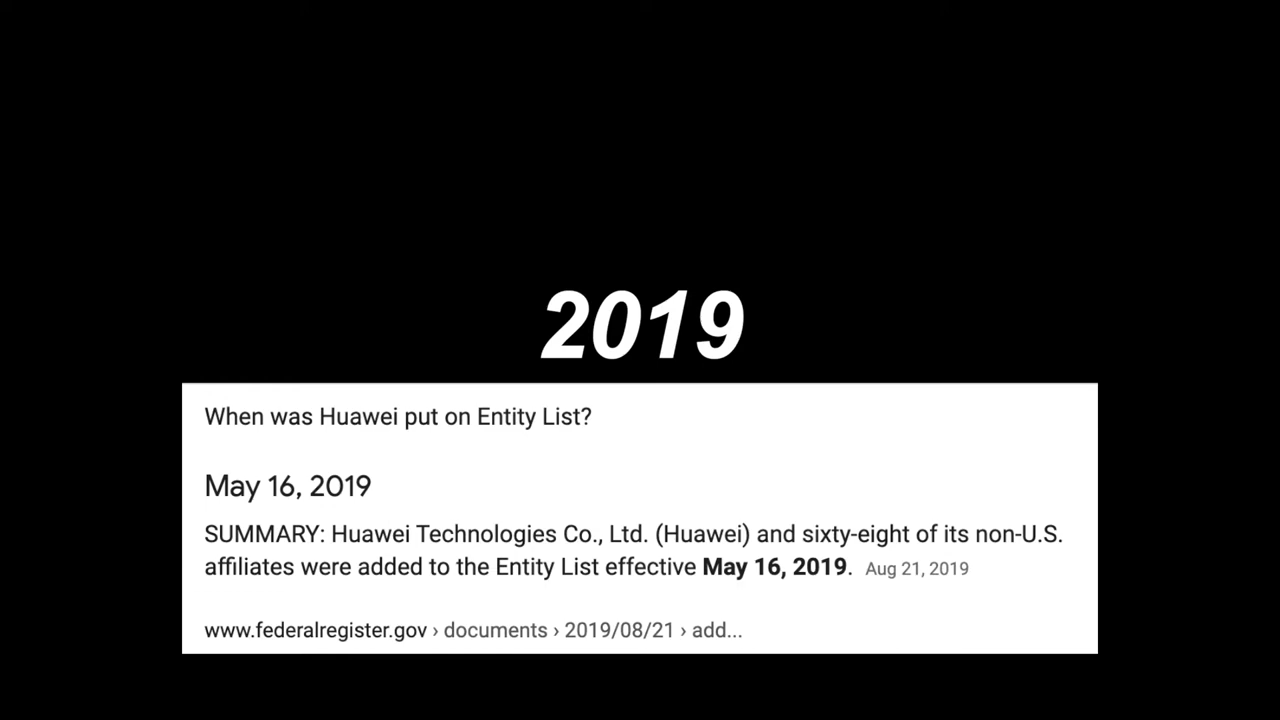 2019
When was Huawei put on Entity List?
May 16, 2019
SUMMARY: Huawei Technologies Co., Ltd. (Huawei) and sixty-eight of its non-U.S.
affiliates were added to the Entity List effective May 16, 2019. Aug 21, 2019
www.federalregister.gov › documents › 2019/08/21 › add...